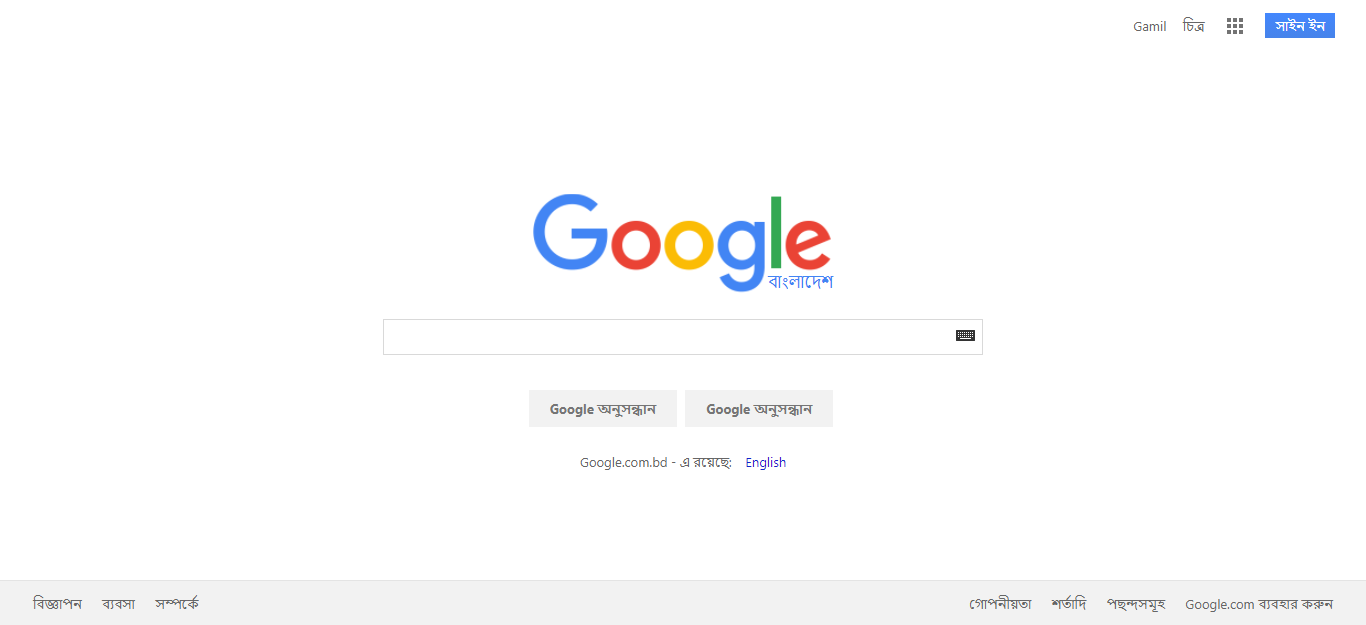 Gamil চিত্র সাইন ইন
Google
বাংলাদেশ
Google অনুসন্ধান Google অনুসন্ধান
Google.com.bd - এ রয়েছে: English
বিজ্ঞাপন ব্যবসা সম্পর্কে গোপনীয়তা শর্তাদি পছন্দসমূহ Google.com ব্যবহার করুন